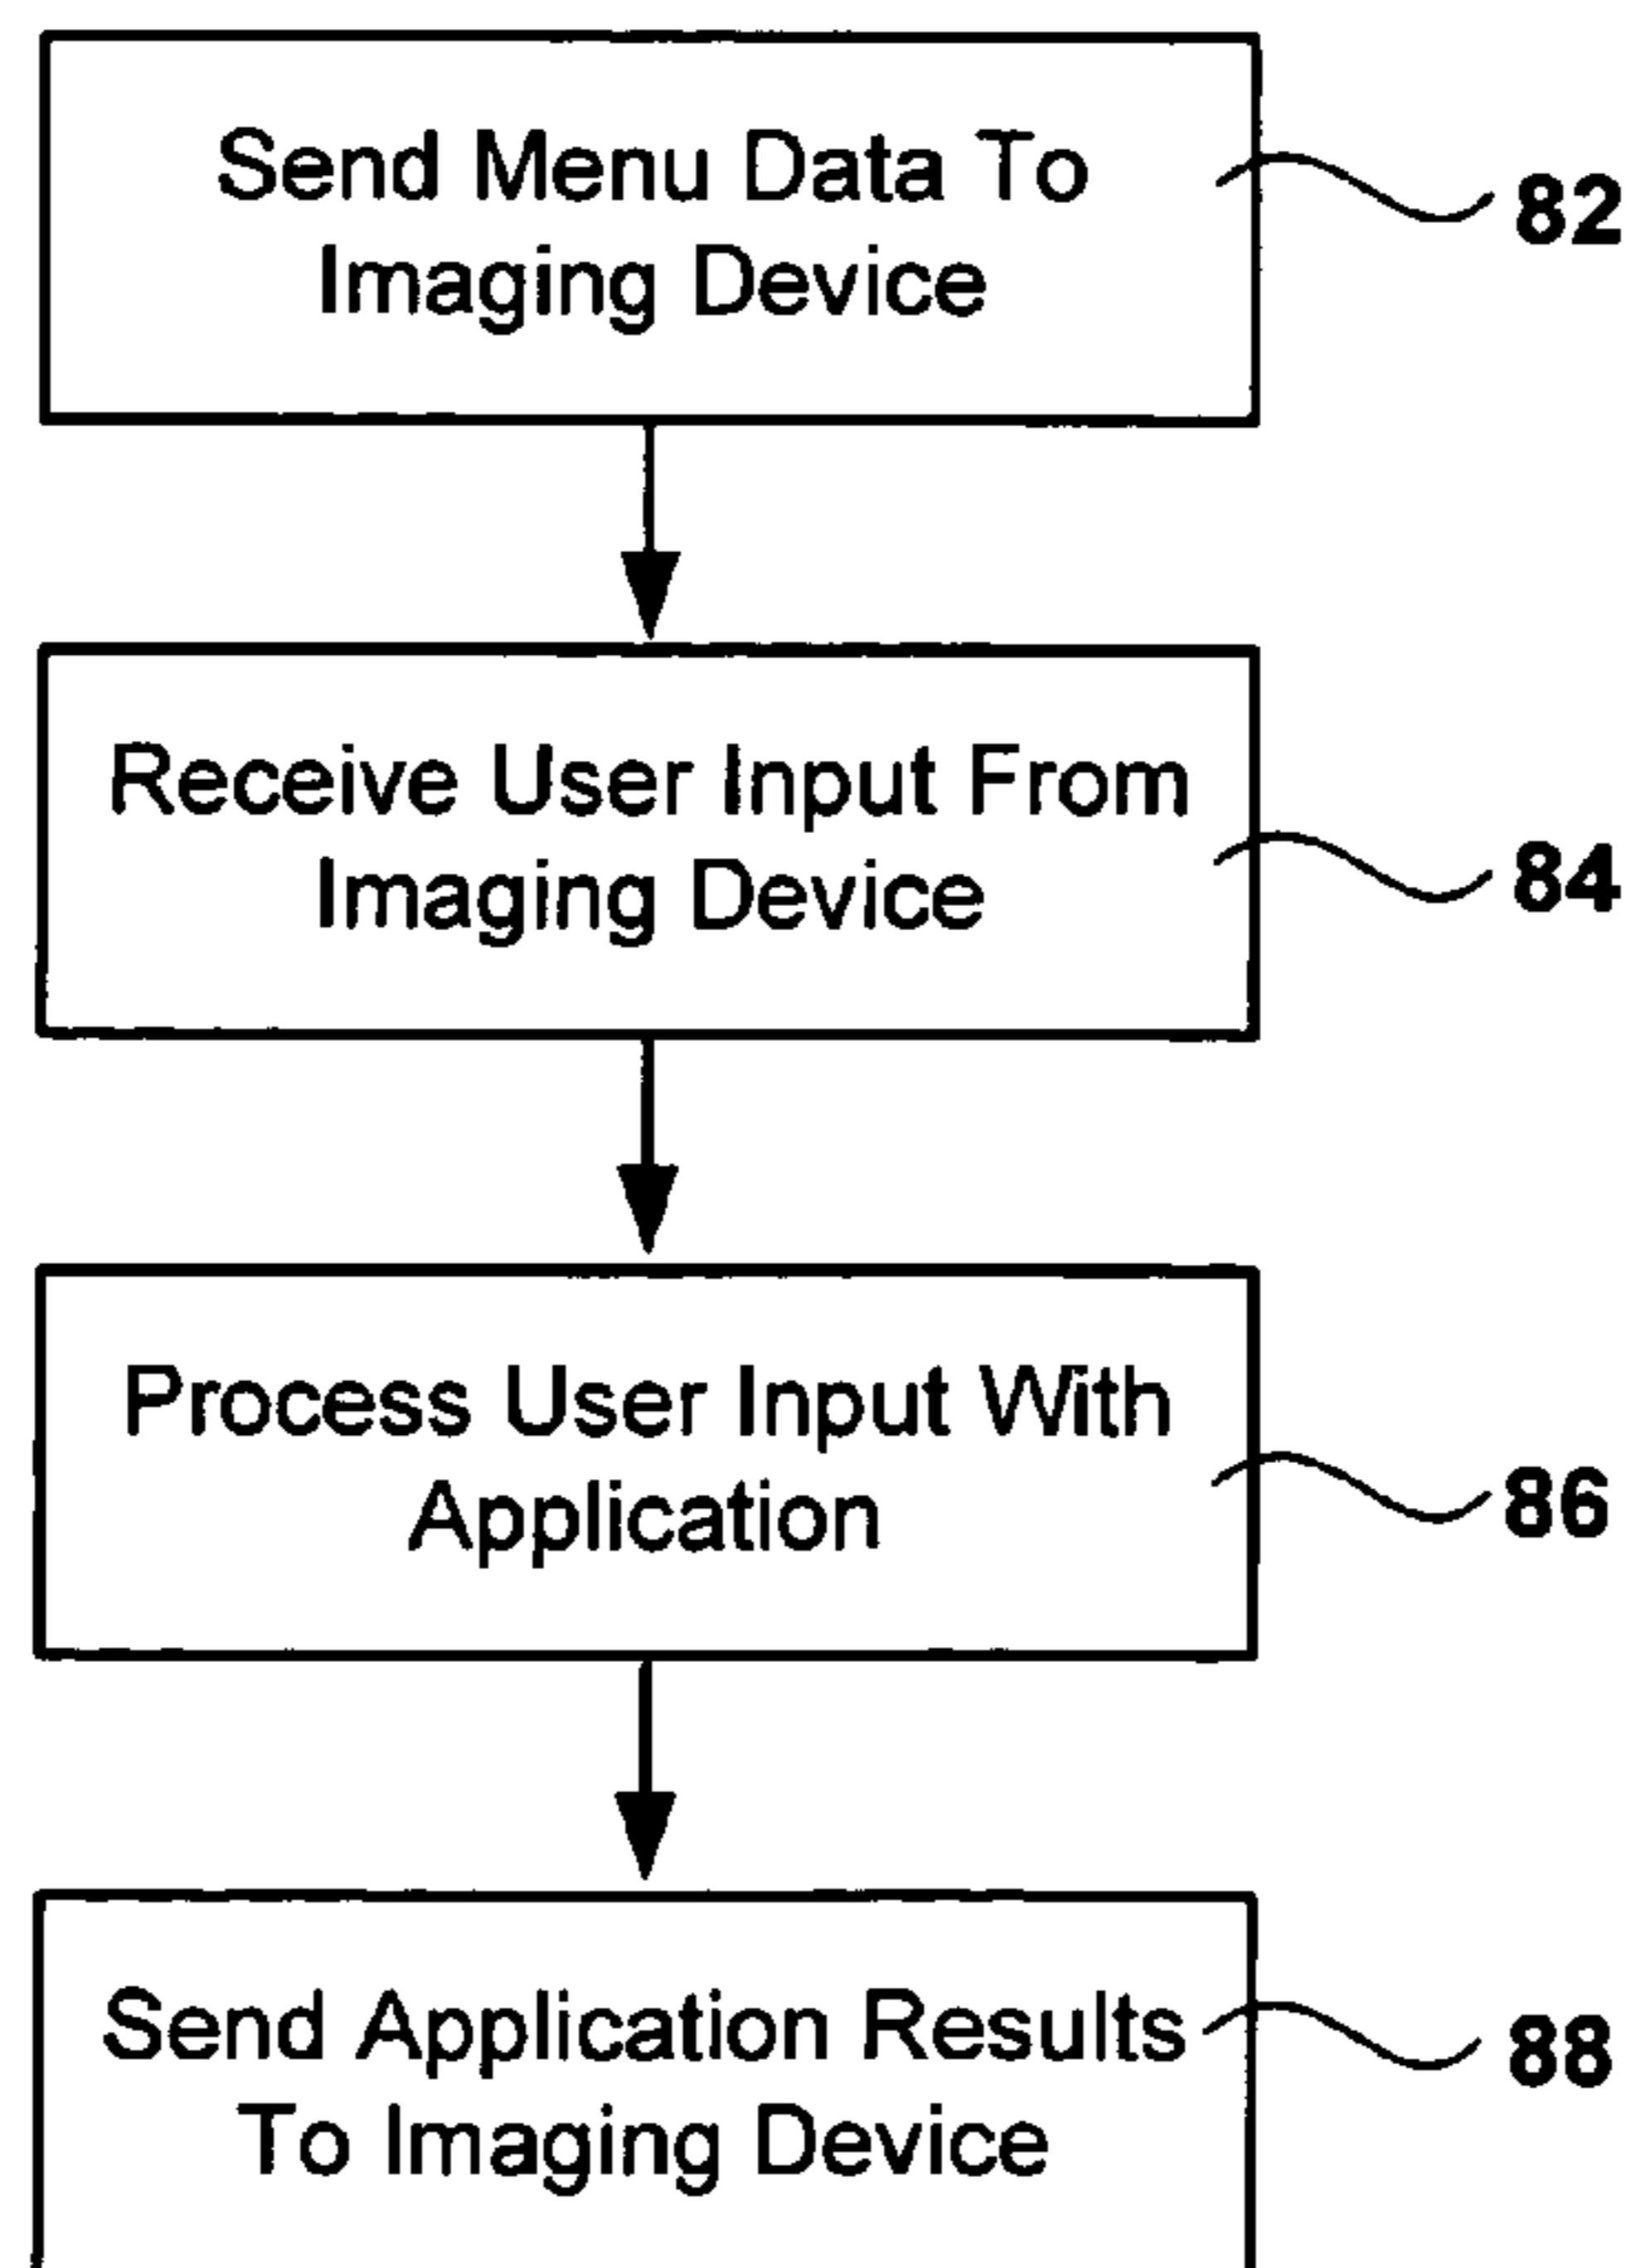 Send Menu Data To
Imaging Device
82
Receive User Input From
Imaging Device
84
Process User Input With
Application
86
Send Application Results
To Imaging Device
88